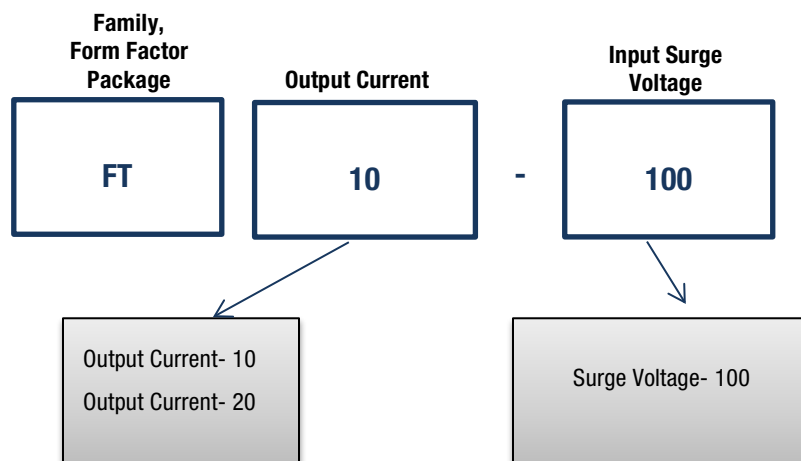 Family,
Form Factor
Package
Output Current
Input Surge
Voltage
FT
10
-
100
Output Current- 10
Output Current- 20
Surge Voltage- 100